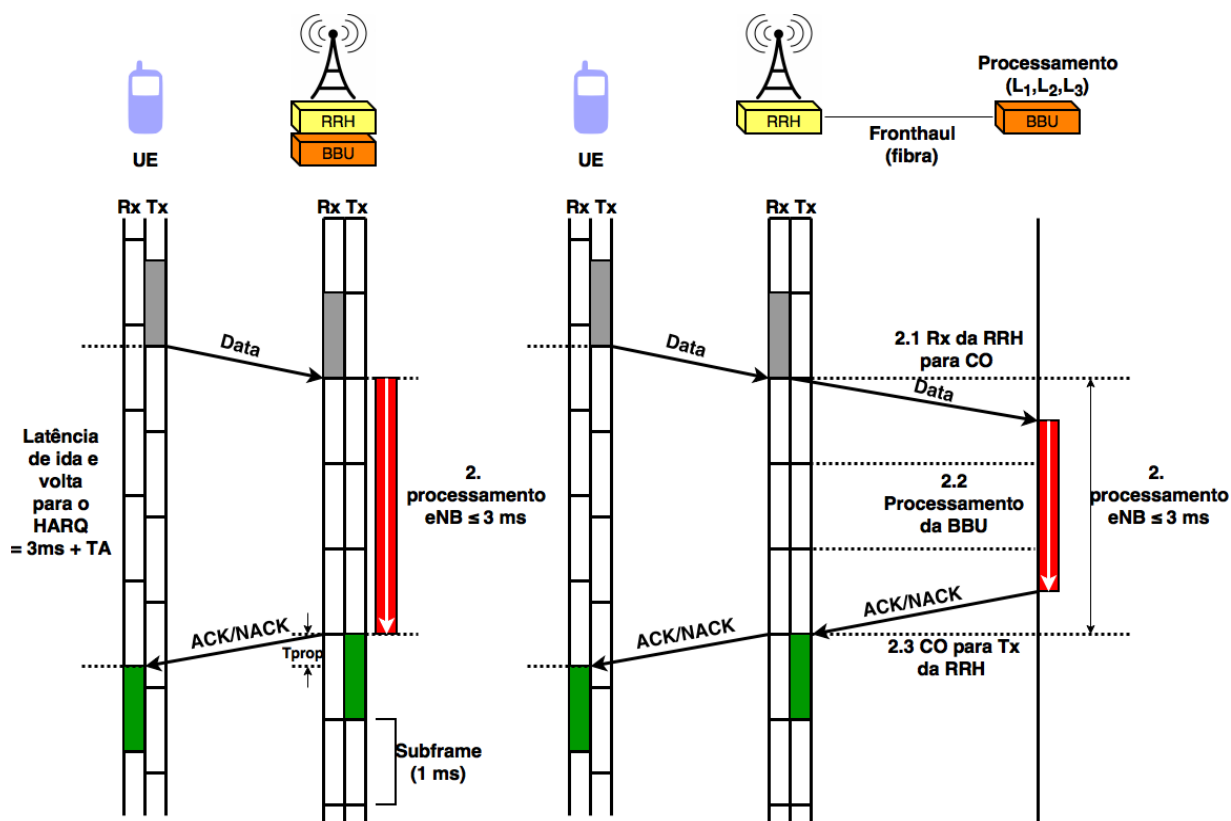 UE
RRH
BBU
Rx Tx
Rx Tx
Data
Latência
de ida e
volta
para o
HARQ
= 3ms + TA
2.
processamento
eNB ≤ 3 ms
ACK/NACK
Tprop
Subframe
(1 ms)
UE
RRH
Fronthaul
(fibra)
Processamento
(L₁,L₂,L₃)
BBU
Rx Tx
Rx Tx
Data
2.1 Rx da RRH
para CO
Data
2.2
Processamento
da BBU
2.
processamento
eNB ≤ 3 ms
ACK/NACK
ACK/NACK
2.3 CO para Tx
da RRH